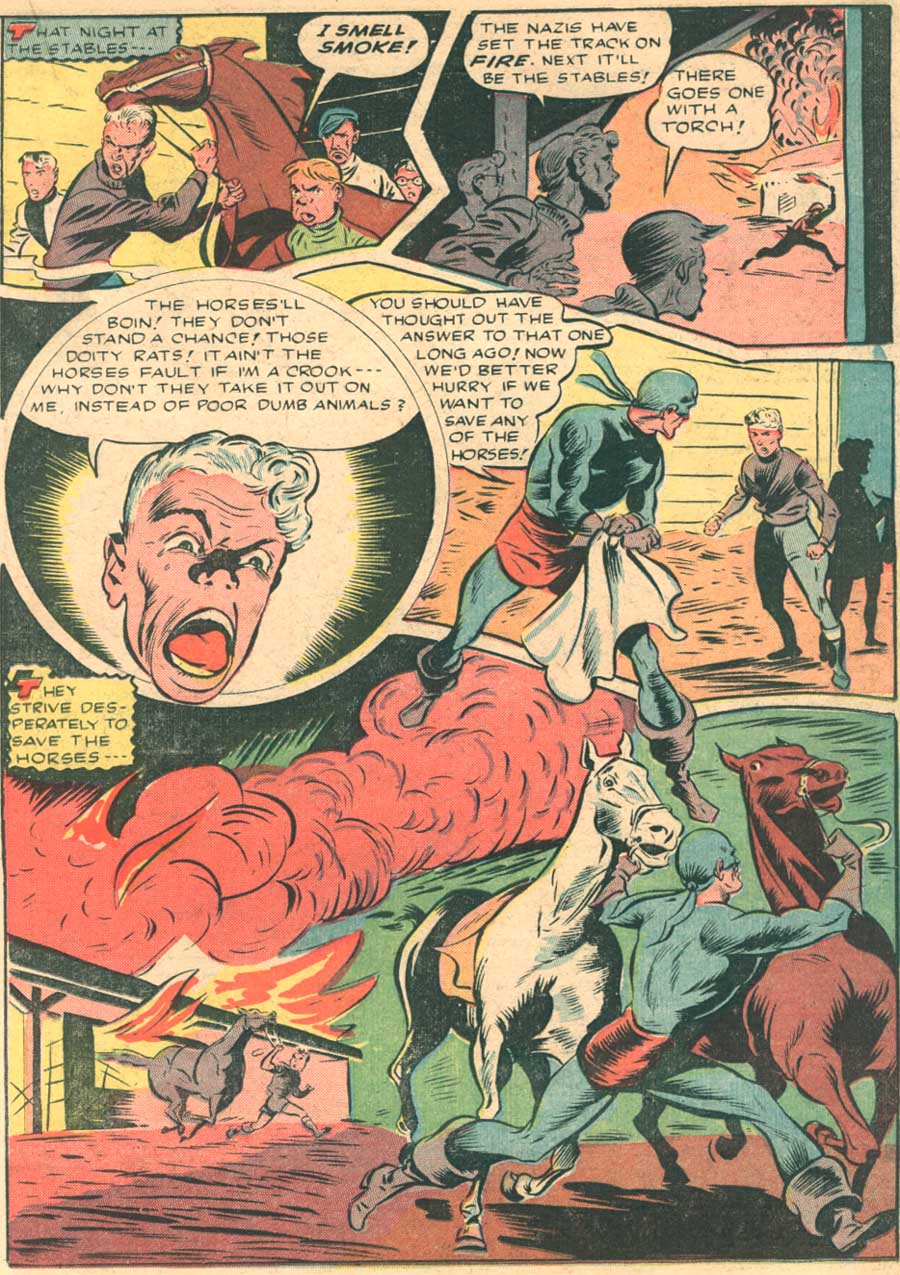 THAT NIGHT AT
THE STABLES---
I SMELL
SMOKE!
THE NAZIS HAVE
SET THE TRACK ON
FIRE. NEXT IT'LL
BE THE STABLES!
THERE
GOES ONE
WITH A
TORCH!
THE HORSES'LL
BOIN! THEY DON'T
STAND A CHANCE! THOSE
DOITY RATS! IT AIN'T THE
HORSES FAULT IF I'M A CROOK---
WHY DON'T THEY TAKE IT OUT ON
ME, INSTEAD OF POOR DUMB ANIMALS?
YOU SHOULD HAVE
THOUGHT OUT THE
ANSWER TO THAT ONE
LONG AGO! NOW
WE'D BETTER
HURRY IF WE
WANT TO
SAVE ANY
OF THE
HORSES!
THEY
STRIVE DES-
PERATELY TO
SAVE THE
HORSES---